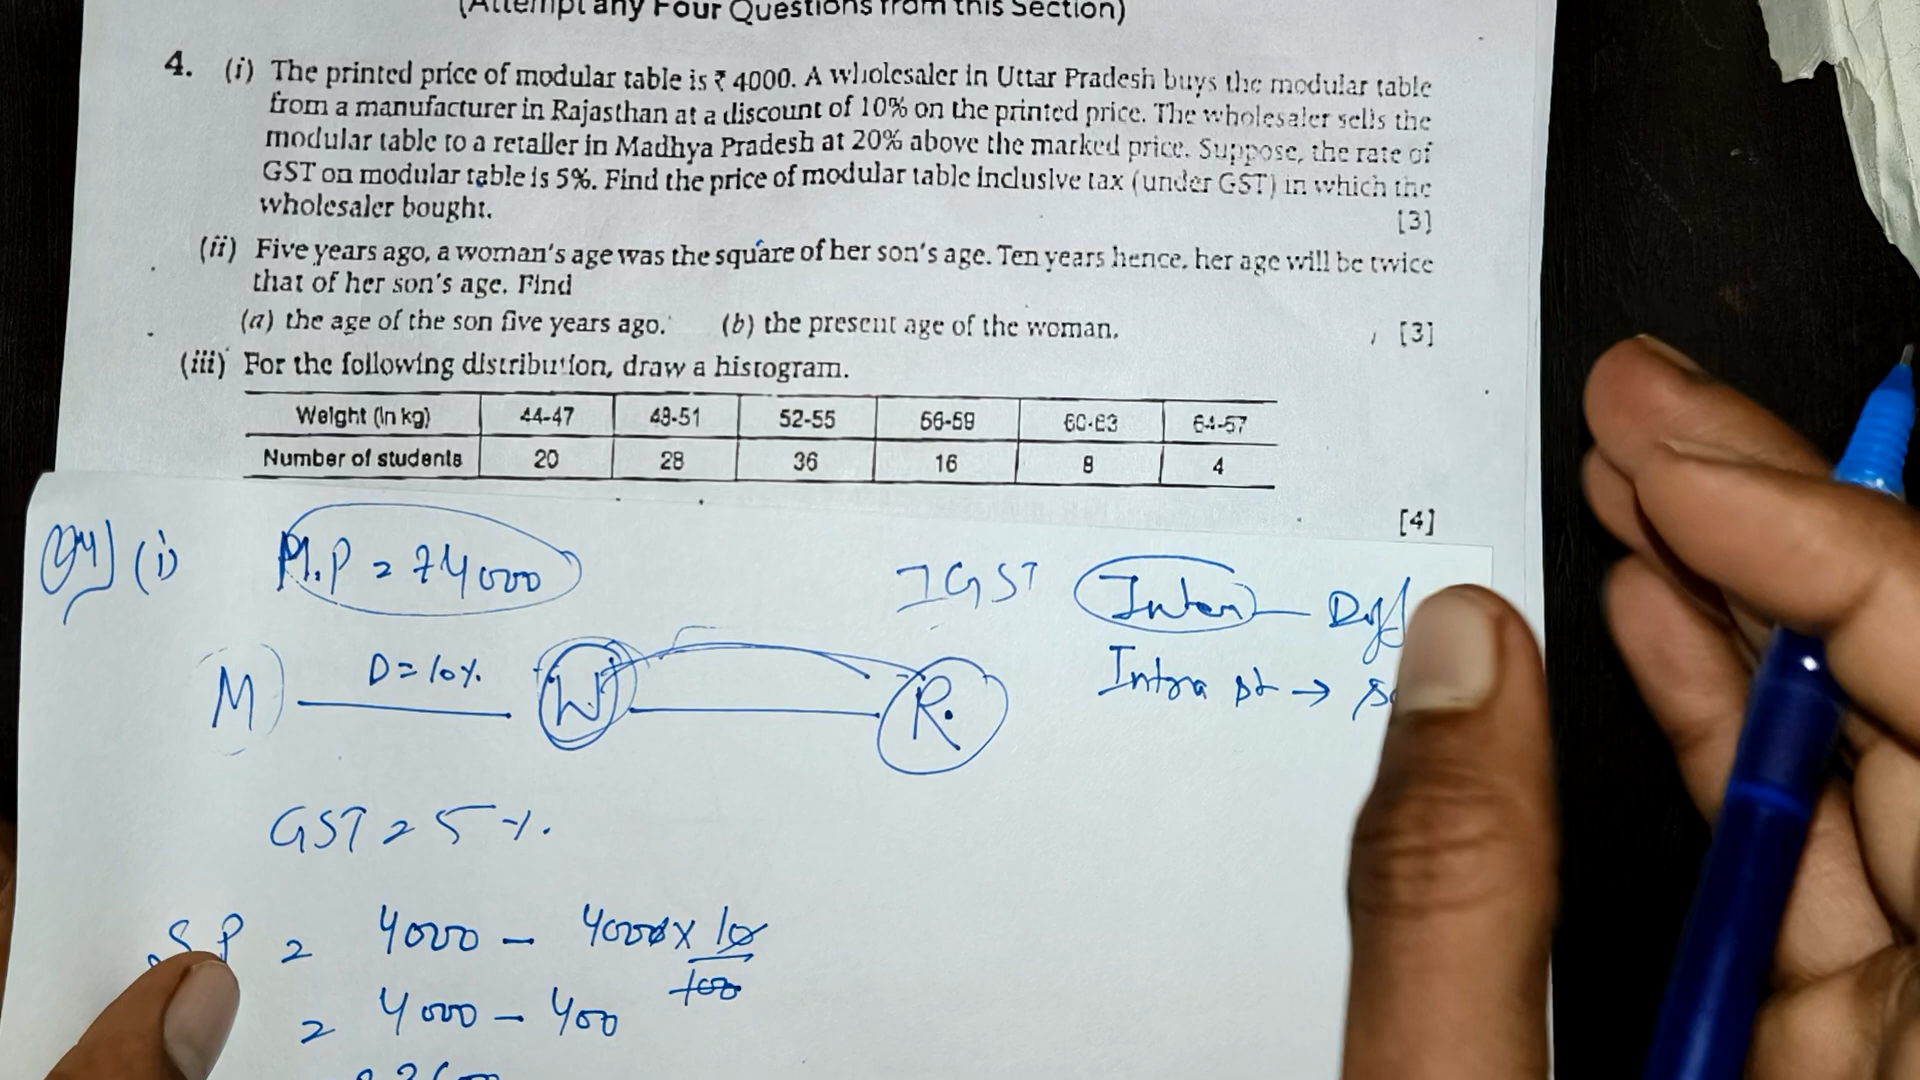 (Attempt any Four Questions from this Section)
4. (i) The printed price of modular table is ₹ 4000. A wholesaler in Uttar Pradesh buys the modular table
from a manufacturer in Rajasthan at a discount of 10% on the printed price. The wholesaler sells the
modular table to a retailer in Madhya Pradesh at 20% above the marked price. Suppose, the rate of
GST on modular table is 5%. Find the price of modular table inclusive tax (under GST) in which the
wholesaler bought. [3]
(ii) Five years ago, a woman's age was the square of her son's age. Ten years hence, her age will be twice
that of her son's age. Find
(a) the age of the son five years ago. (b) the present age of the woman. [3]
(iii) For the following distribution, draw a histrogram.
Weight (in kg) 44-47 48-51 52-55 56-59 60-63 64-67
Number of students 20 28 36 16 8 4
[4]
Q4] (i) M.P = ₹4000 IGST Inter - Diff
M D = 10% W R. Intra st →
GST = 5 %.
SP = 4000 - 4000 x 10
100
= 4000 - 400